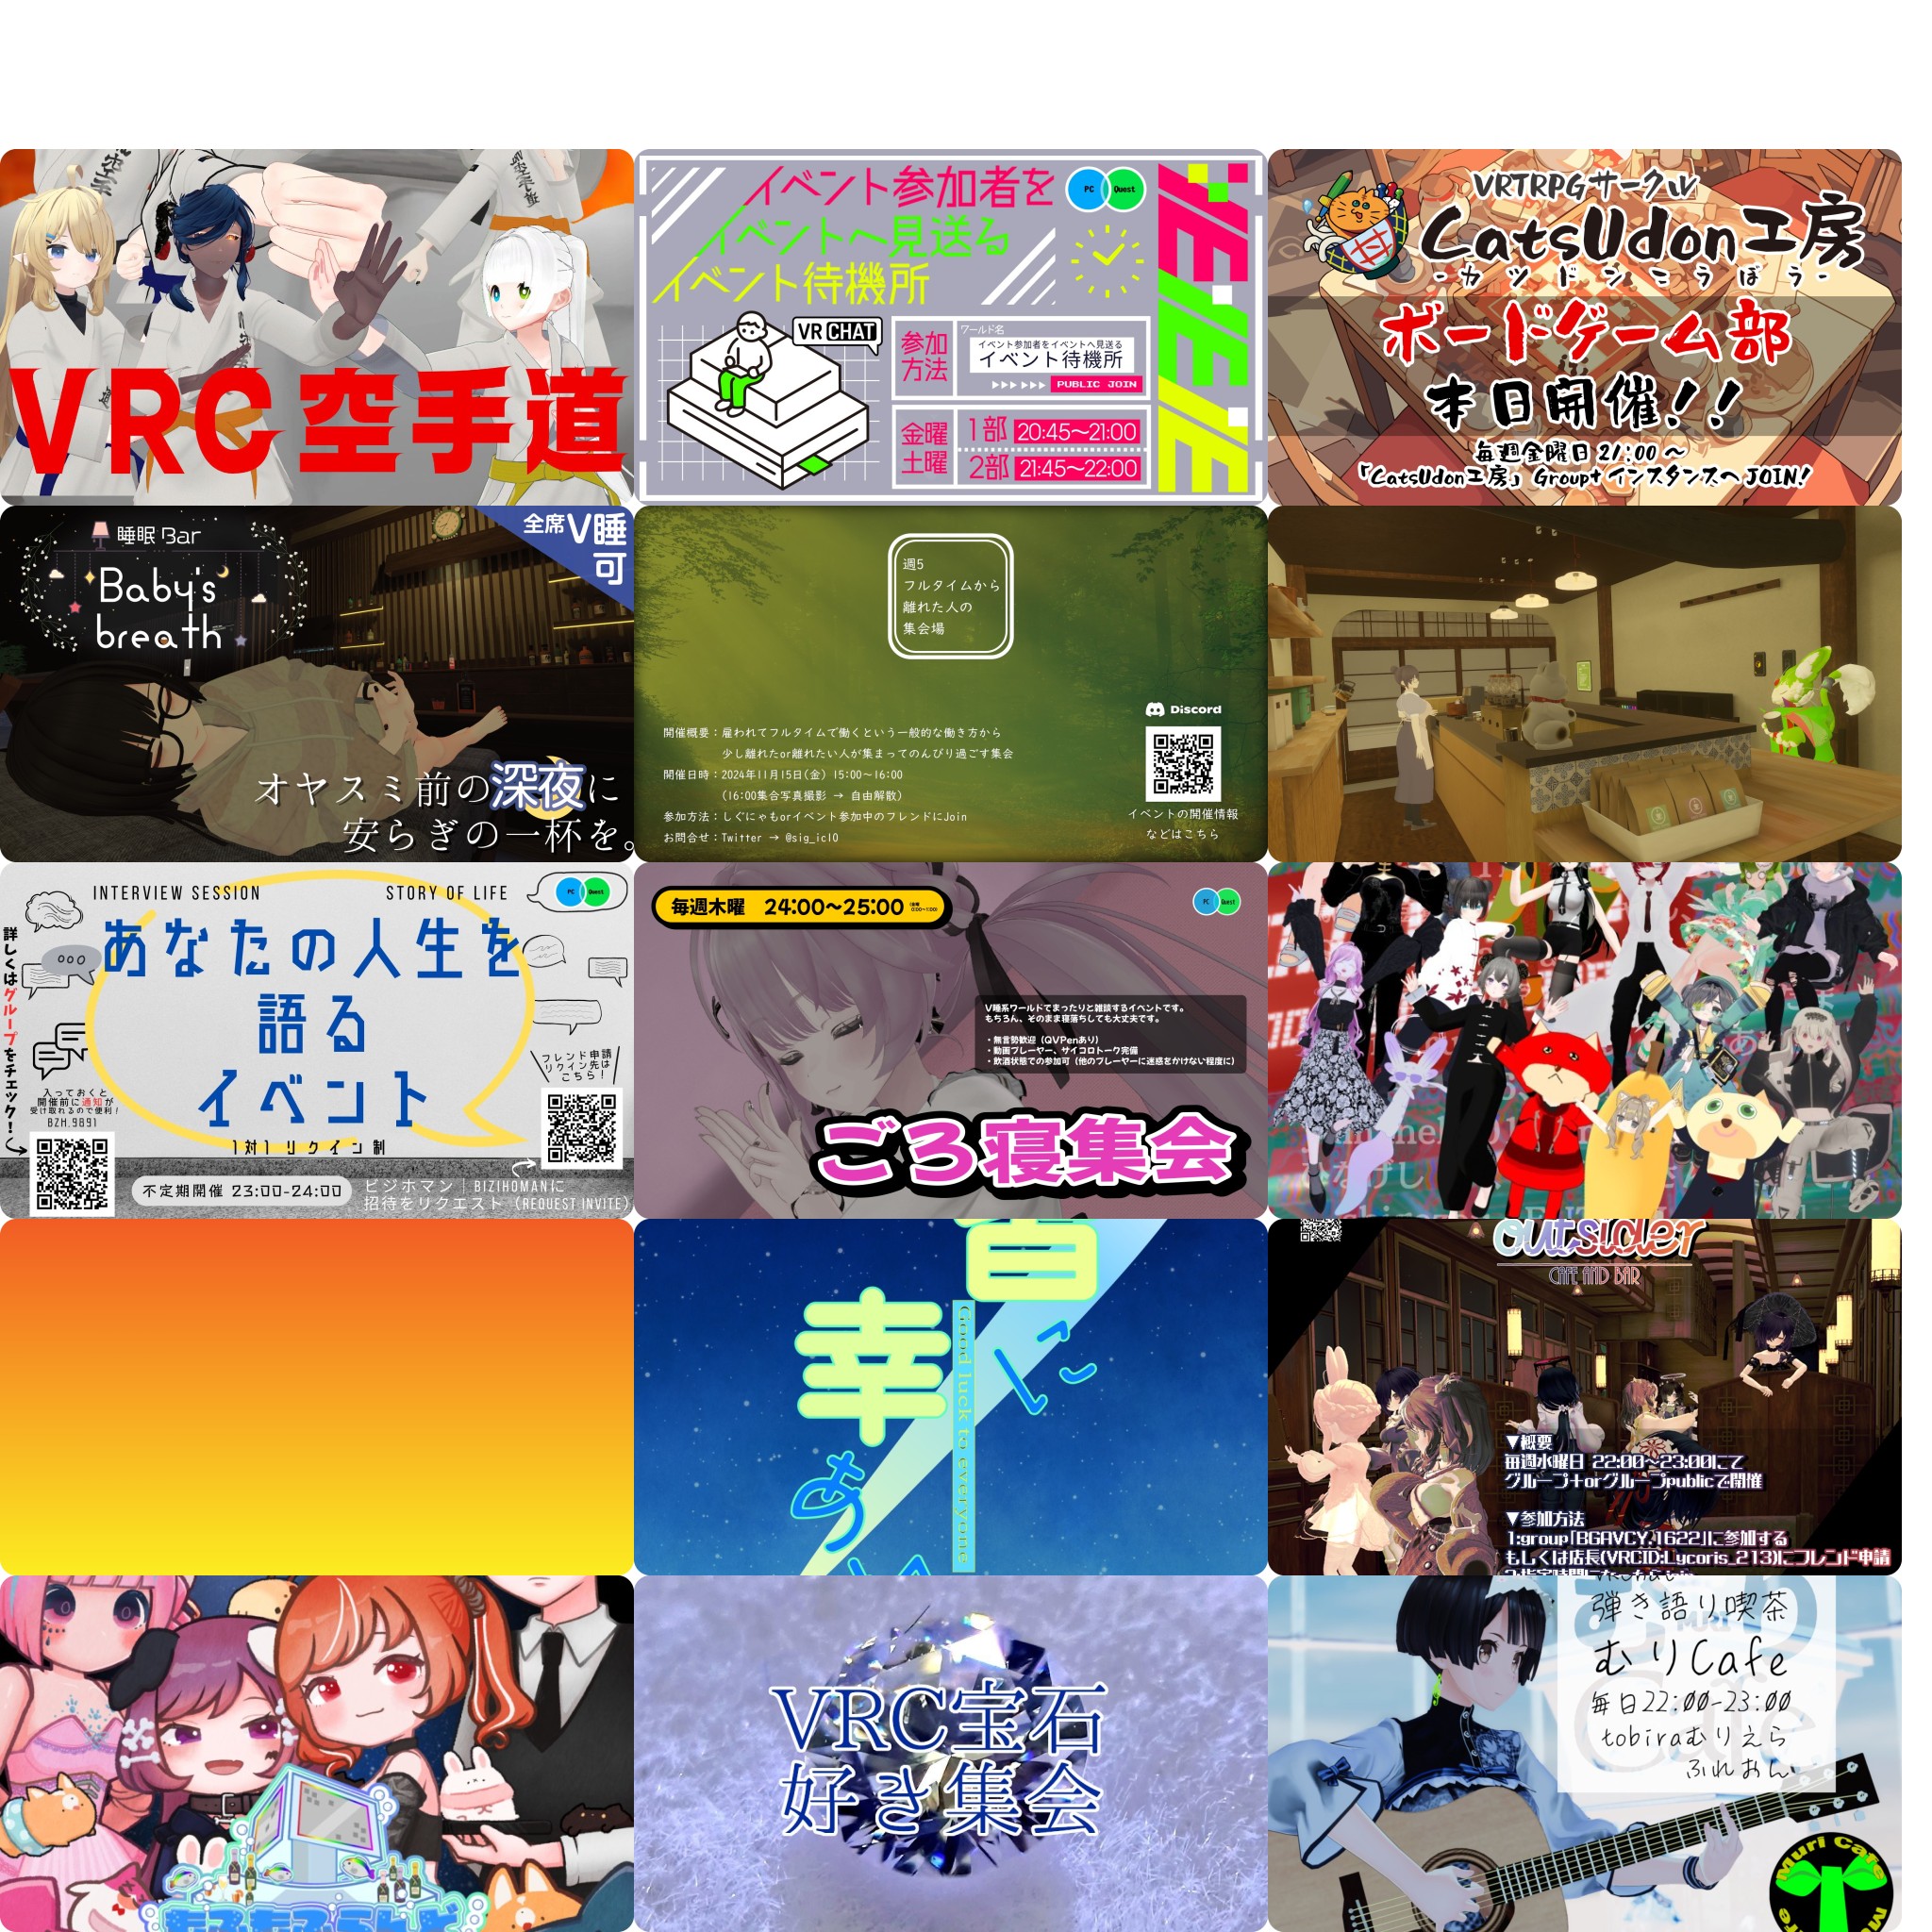 VRC空手道
イベント参加者を
イベントへ見送る
イベント待機所
PC
Quest
VRCHAT
参加
方法
ワールド名
イベント参加者をイベントへ見送る
イベント待機所
PUBLIC JOIN
金曜
土曜
1部 20:45〜21:00
2部 21:45〜22:00
VRTRPGサークル
CatsUdon工房
-カツドンこうぼう-
ボードゲーム部
本日開催!!
毎週金曜日 21:00〜
「CatsUdon工房」 Group+インスタンスへJOIN!
睡眠Bar
Baby's
breath
全席V睡
可
オヤスミ前の深夜に
安らぎの一杯を。
週5
フルタイムから
離れた人の
集会場
開催概要:雇われてフルタイムで働くという一般的な働き方から
少し離れたor離れたい人が集まってのんびり過ごす集会
開催日時:2024年11月15日(金) 15:00~16:00
(16:00集合写真撮影 → 自由解散)
参加方法:しぐにゃもorイベント参加中のフレンドにJoin
お問合せ:Twitter → @sig_icl0
Discord
イベントの開催情報
などはこちら
INTERVIEW SESSION
STORY OF LIFE
PC
Quest
あなたの人生を
語る
イベント
1対1 リクイン制
詳しくはグループをチェック!
入っておくと
開催前に通知が
受け取れるので便利!
BZH.9891
フレンド申請
リクイン先は
こちら!
不定期開催 23:00-24:00
ビジホマン｜BIZIHOMANに
招待をリクエスト (REQUEST INVITE)
毎週木曜 24:00〜25:00
PC
Quest
V睡系ワールドでまったりと雑談するイベントです。
もちろん、そのまま寝落ちしても大丈夫です。
・無言勢歓迎 (QVPenあり)
・動画プレーヤー、サイコロトーク完備
・飲酒状態での参加可 (他のプレーヤーに迷惑をかけない程度に)
ごろ寝集会
に
幸
あ
Good luck to everyone
outsider
CAFE AND BAR
▼概要
毎週水曜日 22:00~23:00にて
グループ+orグループpublicで開催
▼参加方法
1:group「BGAVCY.1622」に参加する
もしくは店長(VRCID:Lycoris_213)にフレンド申請
VRC宝石
好き集会
弾き語り喫茶
むりCafe
毎日22:00-23:00
tobiraむりえら
ふれおん
Muri Cafe